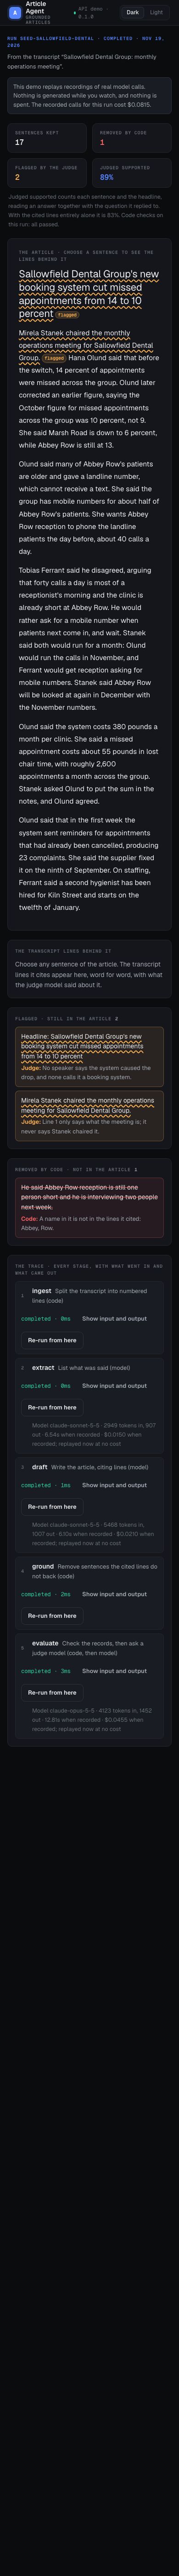 A
Article
Agent
GROUNDED
ARTICLES
API demo ·
0.1.0
Dark
Light
RUN SEED-SALLOWFIELD-DENTAL · COMPLETED · NOV 10,
2026
From the transcript "Sallowfield Dental Group: monthly
operations meeting".
This demo replays recordings of real model calls.
Nothing is generated while you watch, and nothing is
spent. The recorded calls for this run cost $0.0815.
SENTENCES KEPT
17
REMOVED BY CODE
1
FLAGGED BY THE JUDGE
2
JUDGED SUPPORTED
89%
Judged supported counts each sentence and the headline,
reading an answer together with the question it replied to.
With the cited lines entirely alone it is 83%. Code checks on
this run: all passed.
THE ARTICLE · CHOOSE A SENTENCE TO SEE THE
LINES BEHIND IT
Sallowfield Dental Group's new
booking system cut missed
appointments from 14 to 10
percent flagged
Mirela Stanek chaired the monthly
operations meeting for Sallowfield Dental
Group. flagged Hana Olund said that before
the switch, 14 percent of appointments
were missed across the group. Olund later
corrected an earlier figure, saying the
October figure for missed appointments
across the group was 10 percent, not 9.
She said Marsh Road is down to 6 percent,
while Abbey Row is still at 13.
Olund said many of Abbey Row's patients
are older and gave a landline number,
which cannot receive a text. She said the
group has mobile numbers for about half of
Abbey Row's patients. She wants Abbey
Row reception to phone the landline
patients the day before, about 40 calls a
day.
Tobias Ferrant said he disagreed, arguing
that forty calls a day is most of a
receptionist's morning and the clinic is
already short at Abbey Row. He would
rather ask for a mobile number when
patients next come in, and wait. Stanek
said both would run for a month: Olund
would run the calls in November, and
Ferrant would get reception asking for
mobile numbers. Stanek said Abbey Row
will be looked at again in December with
the November numbers.
Olund said the system costs 380 pounds a
month per clinic. She said a missed
appointment costs about 55 pounds in lost
chair time, with roughly 2,600
appointments a month across the group.
Stanek asked Olund to put the sum in the
notes, and Olund agreed.
Olund said that in the first week the
system sent reminders for appointments
that had already been cancelled, producing
23 complaints. She said the supplier fixed
it on the ninth of September. On staffing,
Ferrant said a second hygienist has been
hired for Kiln Street and starts on the
twelfth of January.
THE TRANSCRIPT LINES BEHIND IT
Choose any sentence of the article. The transcript
lines it cites appear here, word for word, with what
the judge model said about it.
FLAGGED · STILL IN THE ARTICLE 2
Headline: Sallowfield Dental Group's new
booking system cut missed appointments
from 14 to 10 percent
Judge: No speaker says the system caused the
drop, and none calls it a booking system.
Mirela Stanek chaired the monthly operations
meeting for Sallowfield Dental Group.
Judge: Line 1 only says what the meeting is; it
never says Stanek chaired it.
REMOVED BY CODE · NOT IN THE ARTICLE 1
He said Abbey Row reception is still one
person short and he is interviewing two people
next week.
Code: A name in it is not in the lines it cited:
Abbey, Row.
THE TRACE · EVERY STAGE, WITH WHAT WENT IN AND
WHAT CAME OUT
1 ingest Split the transcript into numbered
lines (code)
completed · 0ms Show input and output
Re-run from here
2 extract List what was said (model)
completed · 0ms Show input and output
Re-run from here
Model claude-sonnet-5-5 · 2949 tokens in, 907
out · 6.54x when recorded · $0.0150 when
recorded; replayed now at no cost
3 draft Write the article, citing lines (model)
completed · 1ms Show input and output
Re-run from here
Model claude-sonnet-5-5 · 5468 tokens in,
1007 out · 6.10s when recorded · $0.0210 when
recorded; replayed now at no cost
4 ground Remove sentences the cited lines do
not back (code)
completed · 2ms Show input and output
Re-run from here
5 evaluate Check the records, then ask a
judge model (code, then model)
completed · 3ms Show input and output
Re-run from here
Model claude-opus-5-5 · 4123 tokens in, 1452
out · 12.81s when recorded · $0.0455 when
recorded; replayed now at no cost